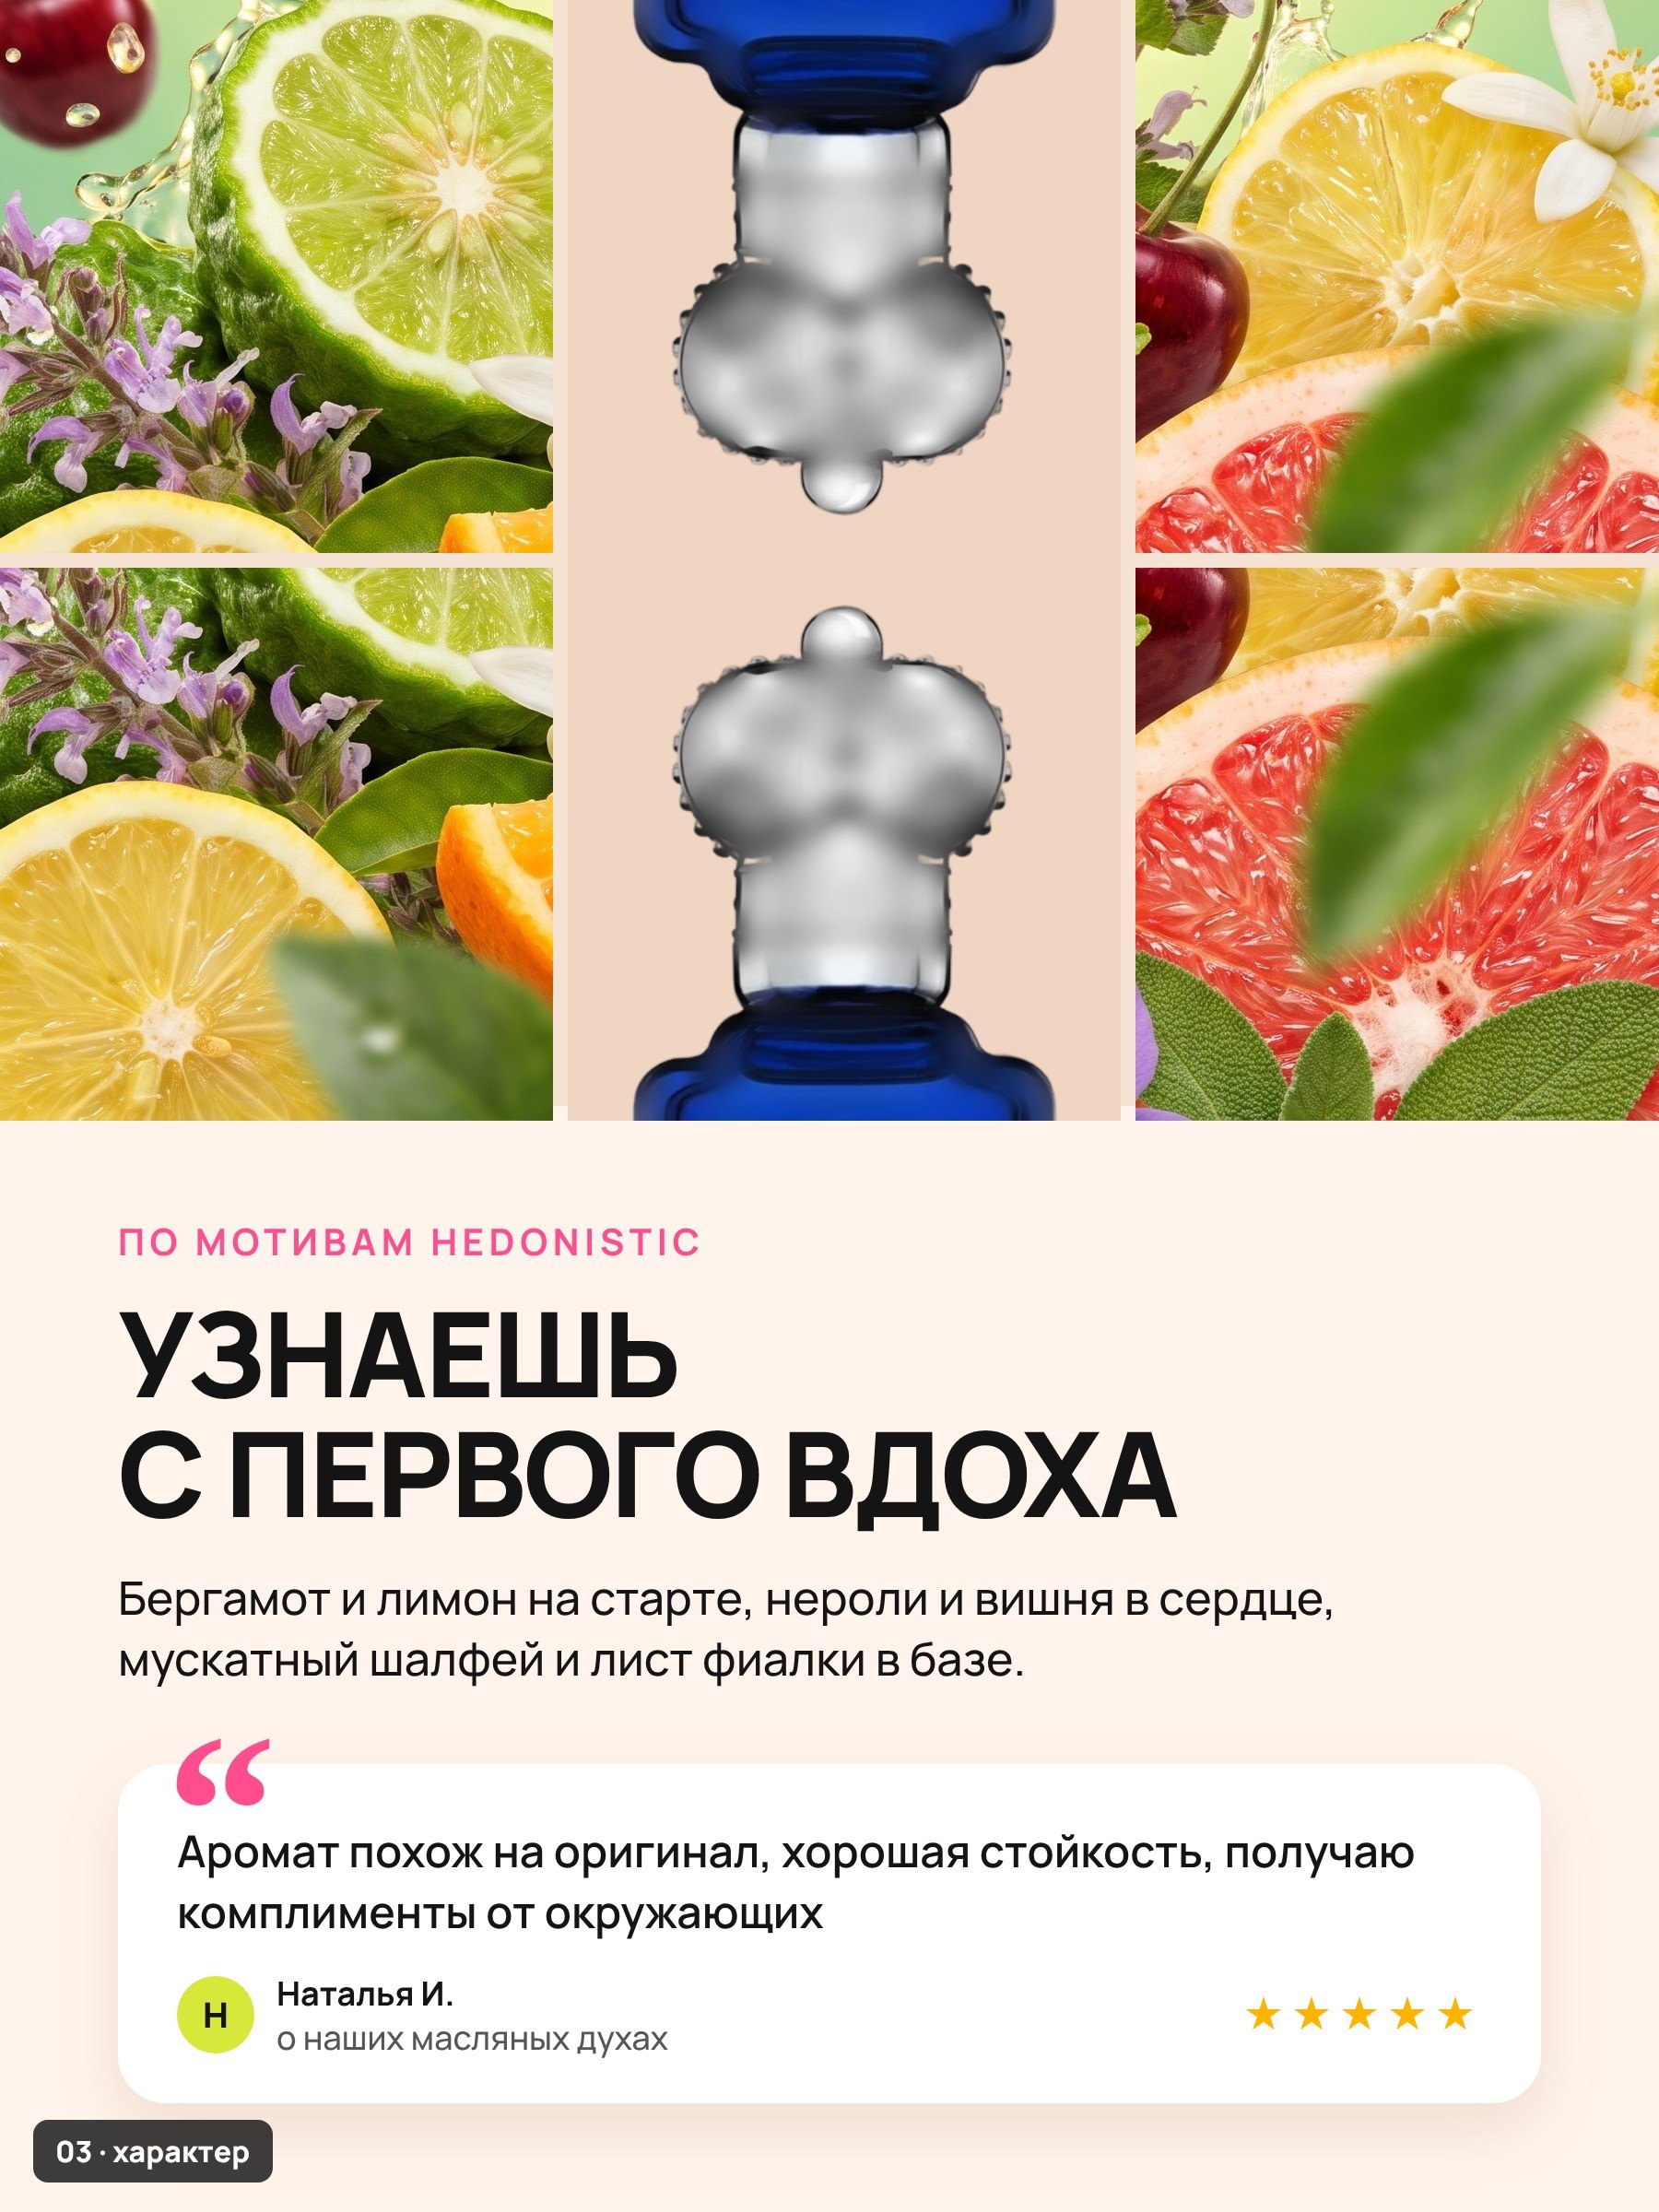 ПО МОТИВАМ HEDONISTIC
УЗНАЕШЬ
С ПЕРВОГО ВДОХА
Бергамот и лимон на старте, нероли и вишня в сердце,
мускатный шалфей и лист фиалки в базе.
“
Аромат похож на оригинал, хорошая стойкость, получаю
комплименты от окружающих
Н
Наталья И.
о наших масляных духах
★★★★★
03 · характер